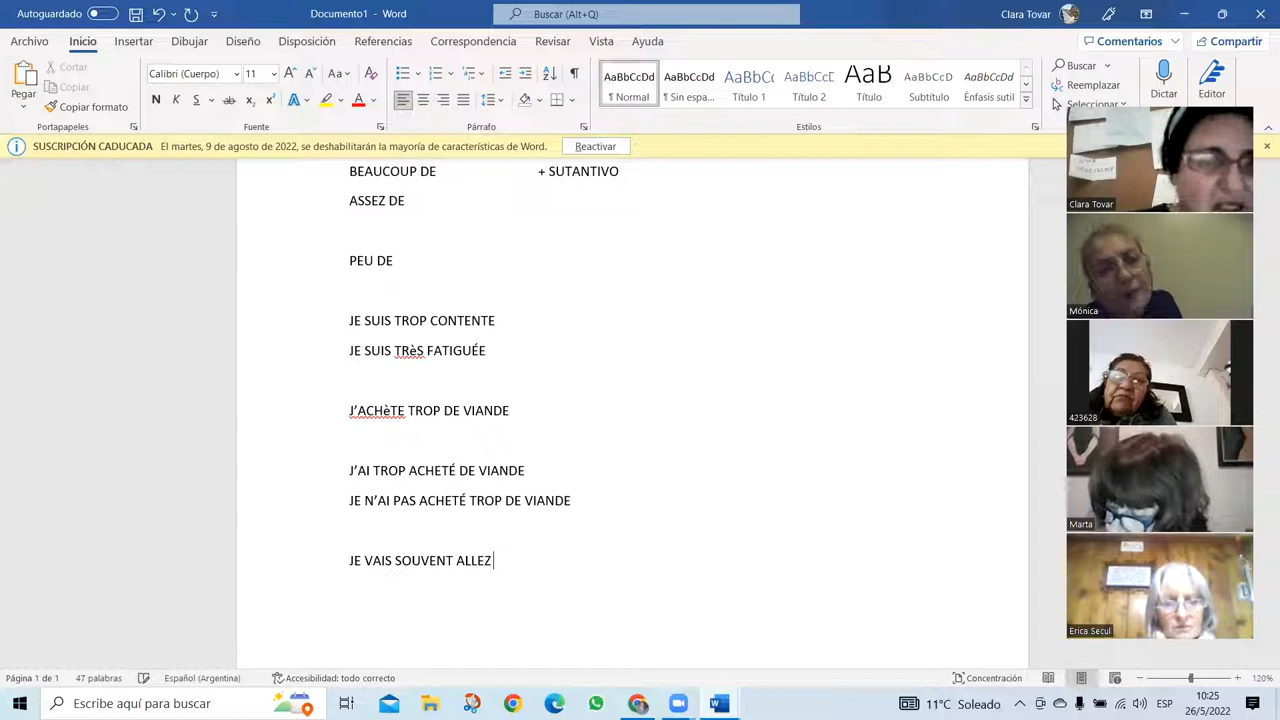 Autoguardado
Documento1 - Word
Buscar (Alt+Q)
Clara Tovar
Archivo Inicio Insertar Dibujar Diseño Disposición Referencias Correspondencia Revisar Vista Ayuda
Comentarios Compartir
Pegar
Cortar
Copiar
Copiar formato
Portapapeles
Calibri (Cuerpo) 11
N K S ab x₂ x²
Fuente
Párrafo
AaBbCcDd AaBbCcDd AaBbCc AaBbCcD AaB AaBbCcD AaBbCcDd
¶ Normal ¶ Sin espa... Título 1 Título 2 Título Subtítulo Énfasis sutil
Estilos
Buscar
Reemplazar
Seleccionar
Dictar
Editor
SUSCRIPCIÓN CADUCADA El martes, 9 de agosto de 2022, se deshabilitarán la mayoría de características de Word. Reactivar
BEAUCOUP DE + SUTANTIVO
ASSEZ DE
PEU DE
JE SUIS TROP CONTENTE
JE SUIS TRèS FATIGUÉE
J’ACHèTE TROP DE VIANDE
J’AI TROP ACHETÉ DE VIANDE
JE N’AI PAS ACHETÉ TROP DE VIANDE
JE VAIS SOUVENT ALLEZ
Clara Tovar
Mónica
423628
Marta
Erica Secul
Página 1 de 1 47 palabras Español (Argentina) Accesibilidad: todo correcto Concentración 120%
Escribe aquí para buscar
11°C Soleado
ESP
10:25
26/5/2022